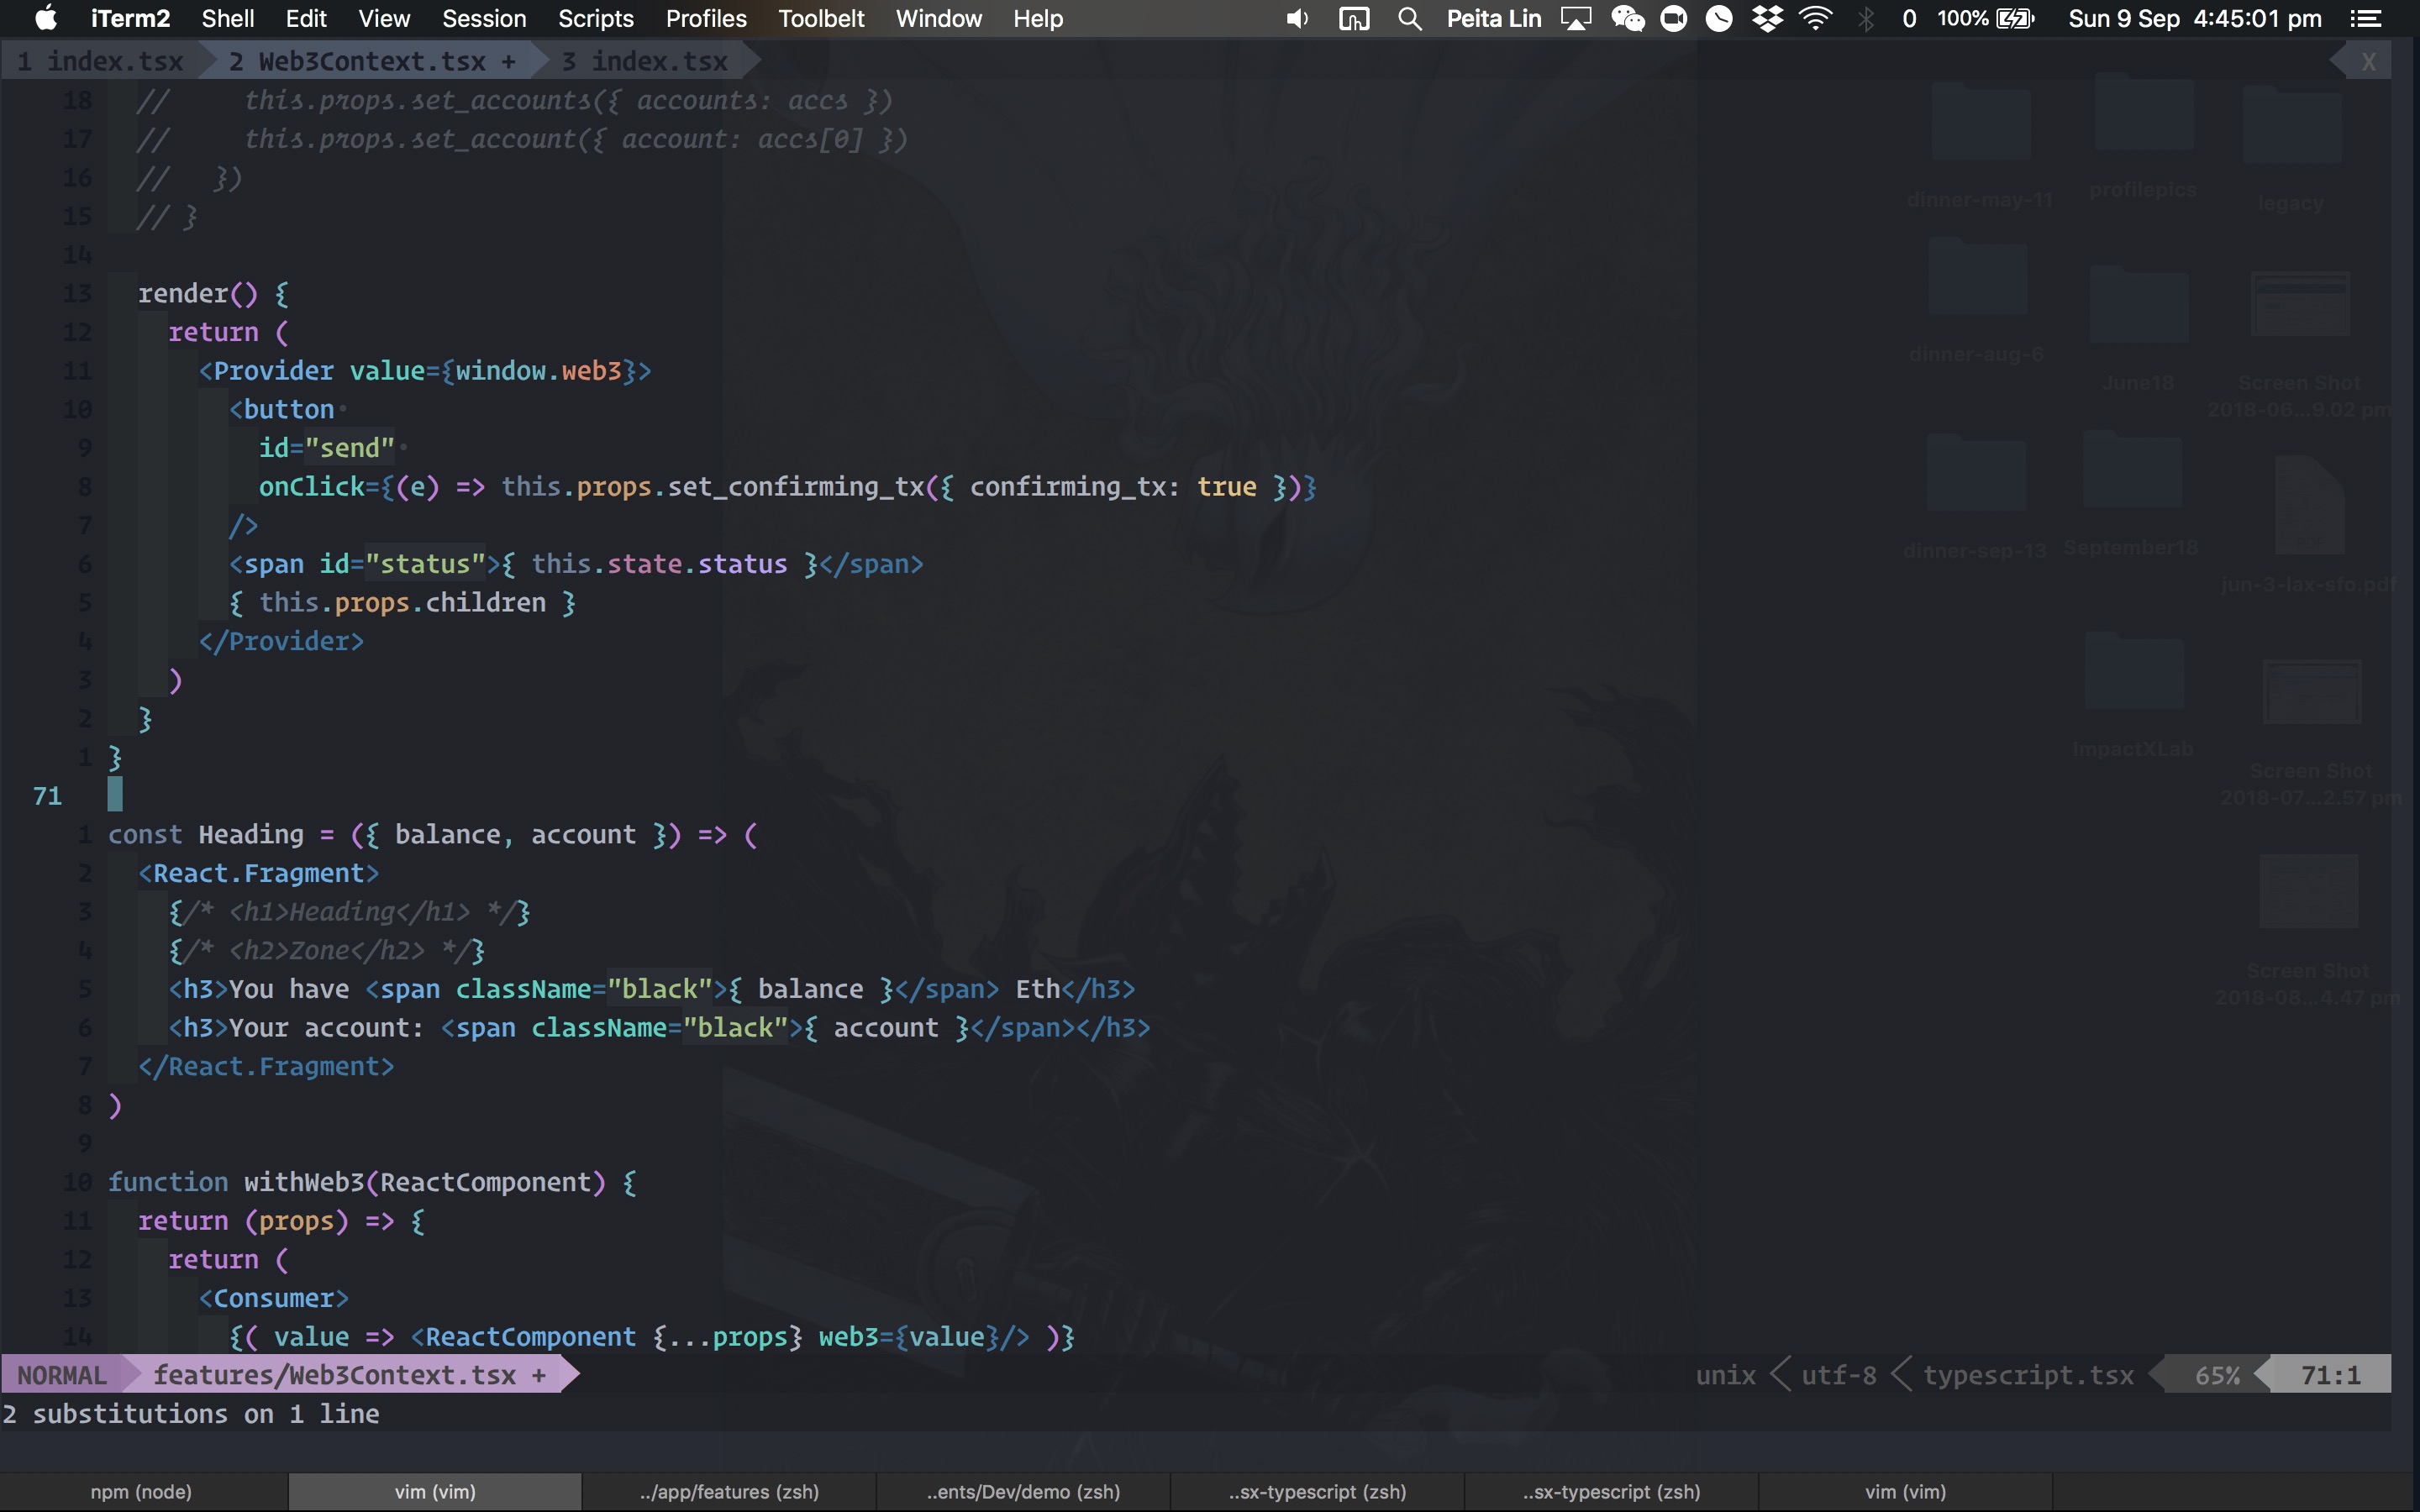 iTerm2 Shell Edit View Session Scripts Profiles Toolbelt Window Help Peita Lin 0 100% Sun 9 Sep 4:45:01 pm
1 index.tsx 2 Web3Context.tsx + 3 index.tsx X
18 //     this.props.set_accounts({ accounts: accs })
17 //     this.props.set_account({ account: accs[0] })
16 //   })
15 // }
14
13 render() {
12 return (
11 <Provider value={window.web3}>
10 <button
9 id="send"
8 onClick={(e) => this.props.set_confirming_tx({ confirming_tx: true })}
7 />
6 <span id="status">{ this.state.status }</span>
5 { this.props.children }
4 </Provider>
3 )
2 }
1 }
71
1 const Heading = ({ balance, account }) => (
2 <React.Fragment>
3 {/* <h1>Heading</h1> */}
4 {/* <h2>Zone</h2> */}
5 <h3>You have <span className="black">{ balance }</span> Eth</h3>
6 <h3>Your account: <span className="black">{ account }</span></h3>
7 </React.Fragment>
8 )
9
10 function withWeb3(ReactComponent) {
11 return (props) => {
12 return (
13 <Consumer>
14 {( value => <ReactComponent {...props} web3={value}/> )}
dinner-may-11 profilepics legacy
dinner-aug-6 June18 Screen Shot
2018-06...9.02 pm
dinner-sep-13 September18 jun-3-lax-sfo.pdf
ImpactXLab Screen Shot
2018-07...2.57 pm
Screen Shot
2018-08...4.47 pm
NORMAL features/Web3Context.tsx + unix utf-8 typescript.tsx 65% 71:1
2 substitutions on 1 line
npm (node) vim (vim) ../app/features (zsh) ..ents/Dev/demo (zsh) ..sx-typescript (zsh) ..sx-typescript (zsh) vim (vim)